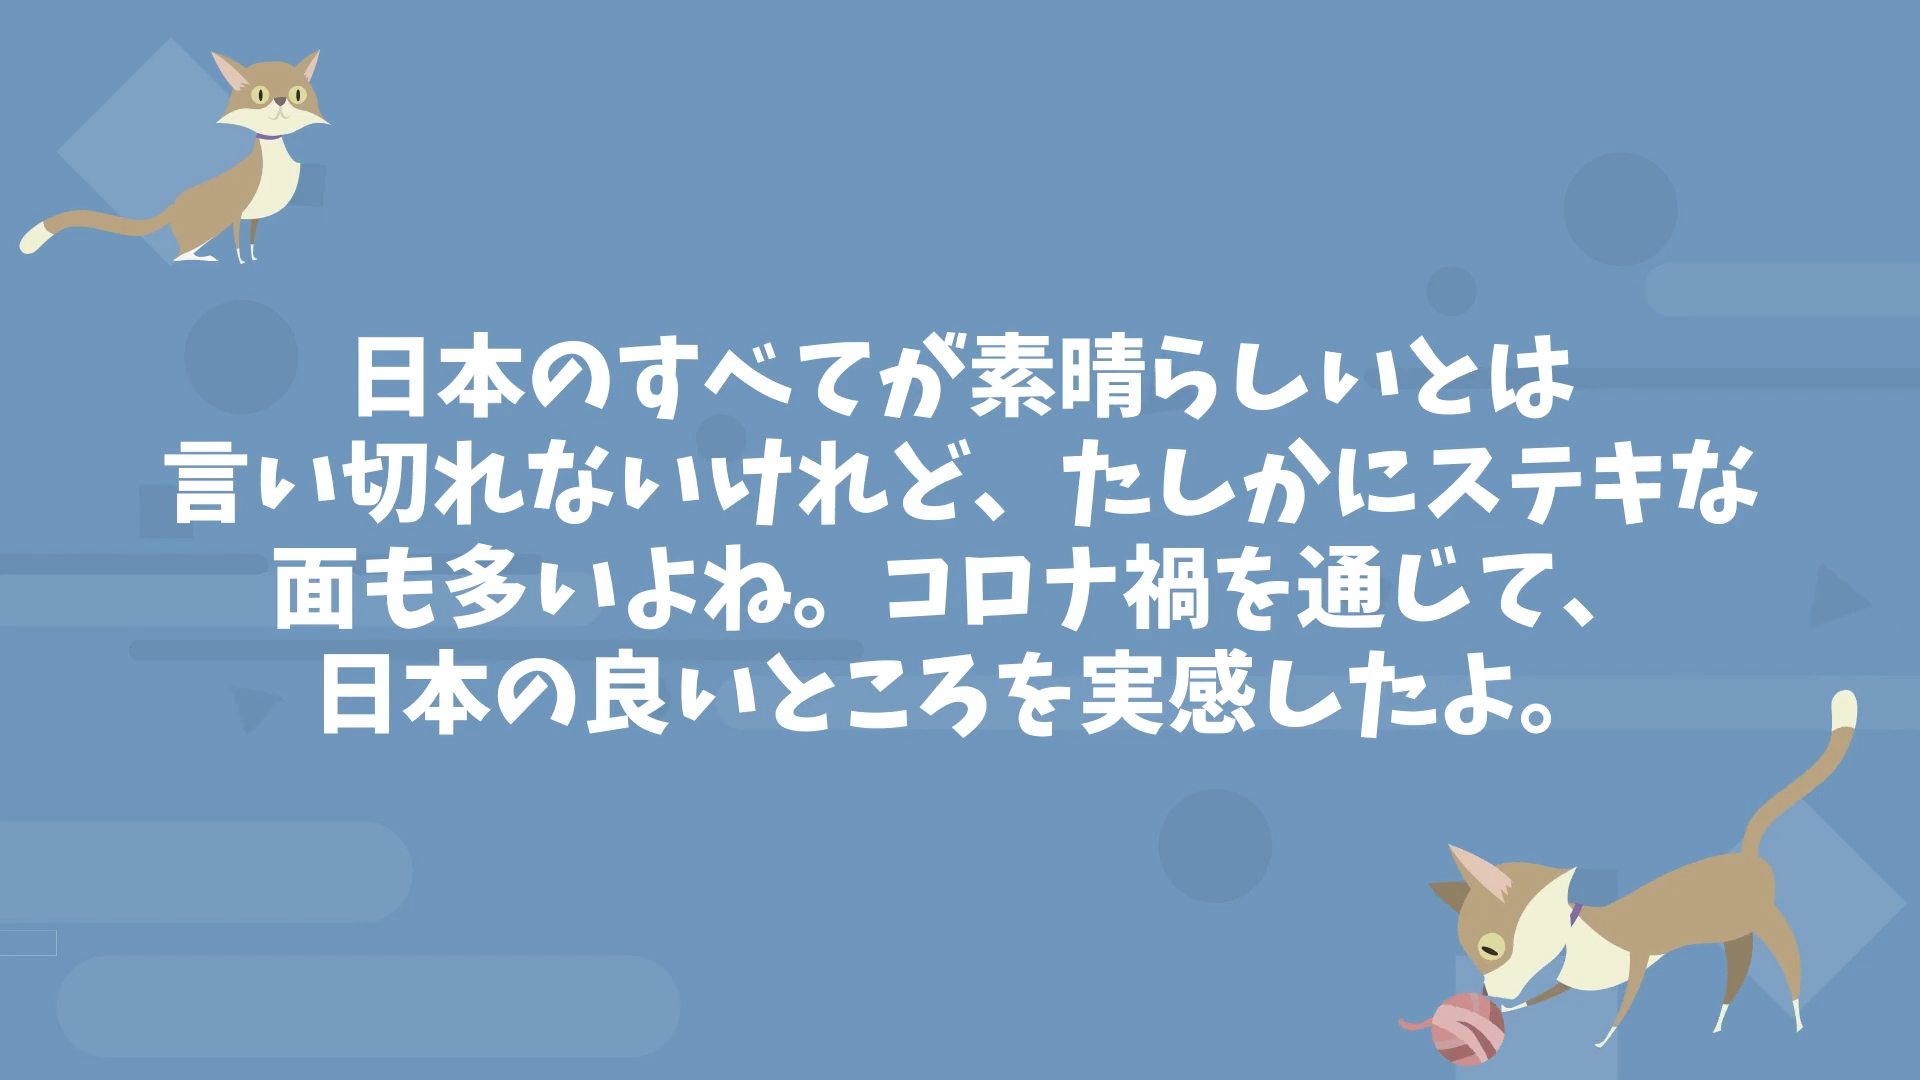 日本のすべてが素晴らしいとは
言い切れないけれど、たしかにステキな
面も多いよね。コロナ禍を通じて、
日本の良いところを実感したよ。